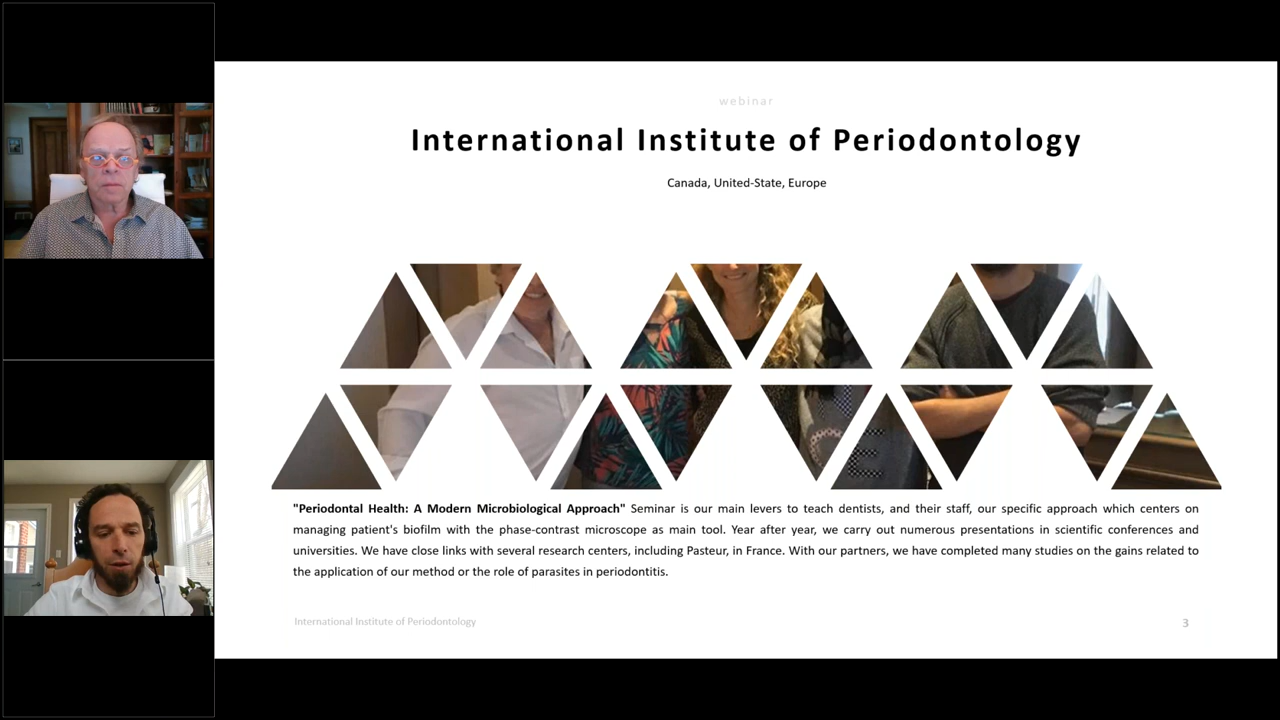 webinar
International Institute of Periodontology
Canada, United-State, Europe
"Periodontal Health: A Modern Microbiological Approach" Seminar is our main levers to teach dentists, and their staff, our specific approach which centers on
managing patient's biofilm with the phase-contrast microscope as main tool. Year after year, we carry out numerous presentations in scientific conferences and
universities. We have close links with several research centers, including Pasteur, in France. With our partners, we have completed many studies on the gains related to
the application of our method or the role of parasites in periodontitis.
International Institute of Periodontology
3